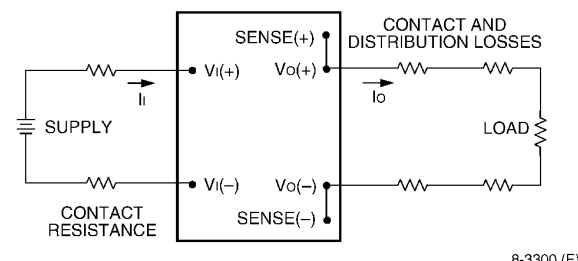 CONTACT AND
DISTRIBUTION LOSSES
SENSE(+)
VI(+)
VO(+)
II
IO
SUPPLY
LOAD
VI(–)
VO(–)
CONTACT
RESISTANCE
SENSE(–)
8-3300 (F)